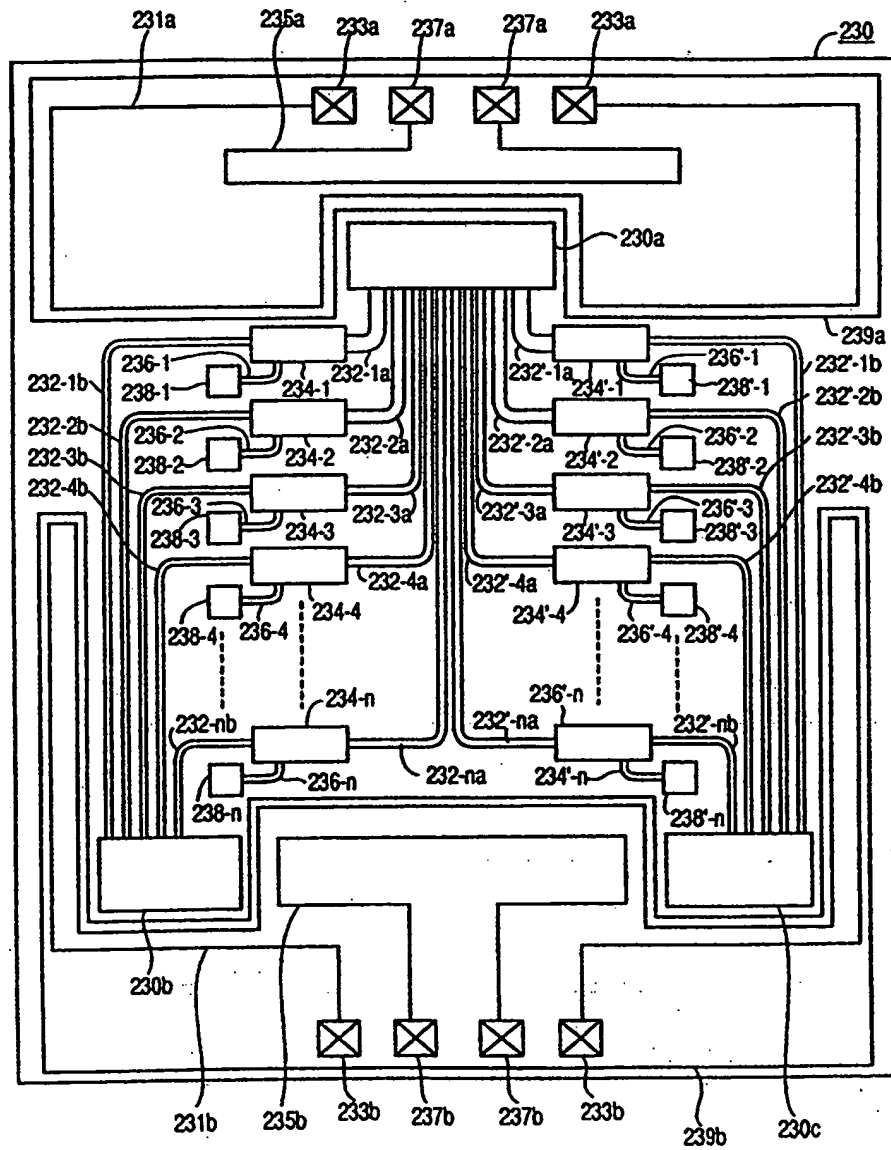 231a
235a
233a
237a
237a
233a
230
230a
239a
236-1
238-1
234-1
232-1a
232'-1a
234'-1
236'-1
238'-1
232-1b
232'-1b
232-2b
236-2
238-2
234-2
232-2a
232'-2a
234'-2
236'-2
238'-2
232'-2b
232-3b
236-3
238-3
234-3
232-3a
232'-3a
234'-3
236'-3
238'-3
232'-3b
232-4b
232'-4b
238-4
236-4
234-4
232-4a
232'-4a
234'-4
236'-4
238'-4
232-nb
234-n
232'-na
236'-n
232'-nb
238-n
236-n
232-na
234'-n
238'-n
230b
231b
235b
233b
237b
237b
233b
239b
230c